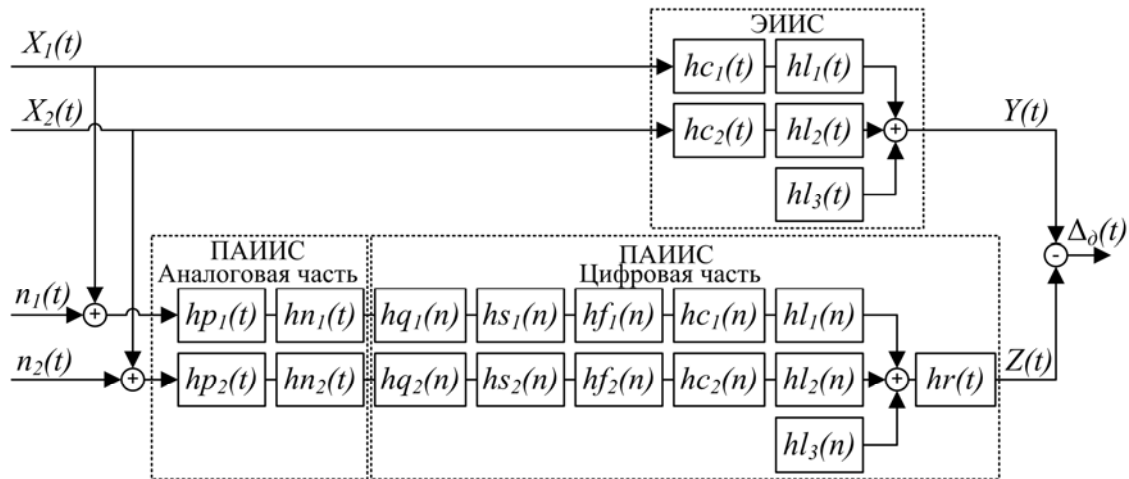 ЭИИС
X₁(t)
hc₁(t) hl₁(t)
X₂(t)
hc₂(t) hl₂(t) + Y(t)
hl₃(t)
ПАИИС
Аналоговая часть
ПАИИС
Цифровая часть
- Δ∂(t)
n₁(t) + hp₁(t) hn₁(t) hq₁(n) hs₁(n) hf₁(n) hc₁(n) hl₁(n)
n₂(t) + hp₂(t) hn₂(t) hq₂(n) hs₂(n) hf₂(n) hc₂(n) hl₂(n) + hr(t) Z(t)
hl₃(n)